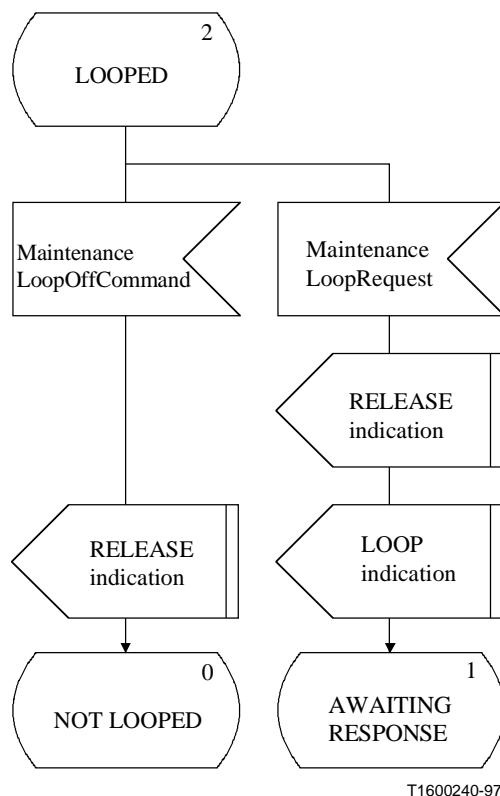 2
LOOPED
Maintenance
LoopOffCommand
Maintenance
LoopRequest
RELEASE
indication
RELEASE
indication
LOOP
indication
0
NOT LOOPED
1
AWAITING
RESPONSE
T1600240-97